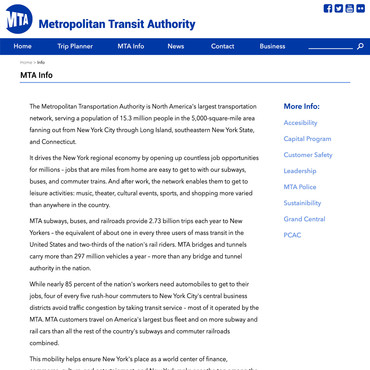 MTA
Metropolitan Transit Authority
Home
Trip Planner
MTA Info
News
Contact
Business
Home > Info
MTA Info
The Metropolitan Transportation Authority is North America's largest transportation
network, serving a population of 15.3 million people in the 5,000-square-mile area
fanning out from New York City through Long Island, southeastern New York State,
and Connecticut.
It drives the New York regional economy by opening up countless job opportunities
for millions – jobs that are miles from home are easy to get to with our subways,
buses, and commuter trains. And after work, the network enables them to get to
leisure activities: music, theater, cultural events, sports, and shopping more varied
than anywhere in the country.
MTA subways, buses, and railroads provide 2.73 billion trips each year to New
Yorkers – the equivalent of about one in every three users of mass transit in the
United States and two-thirds of the nation's rail riders. MTA bridges and tunnels
carry more than 297 million vehicles a year – more than any bridge and tunnel
authority in the nation.
While nearly 85 percent of the nation's workers need automobiles to get to their
jobs, four of every five rush-hour commuters to New York City's central business
districts avoid traffic congestion by taking transit service – most of it operated by
the MTA. MTA customers travel on America's largest bus fleet and on more subway and
rail cars than all the rest of the country's subways and commuter railroads
combined.
This mobility helps ensure New York's place as a world center of finance,
More Info:
Accesibility
Capital Program
Customer Safety
Leadership
MTA Police
Sustainibility
Grand Central
PCAC